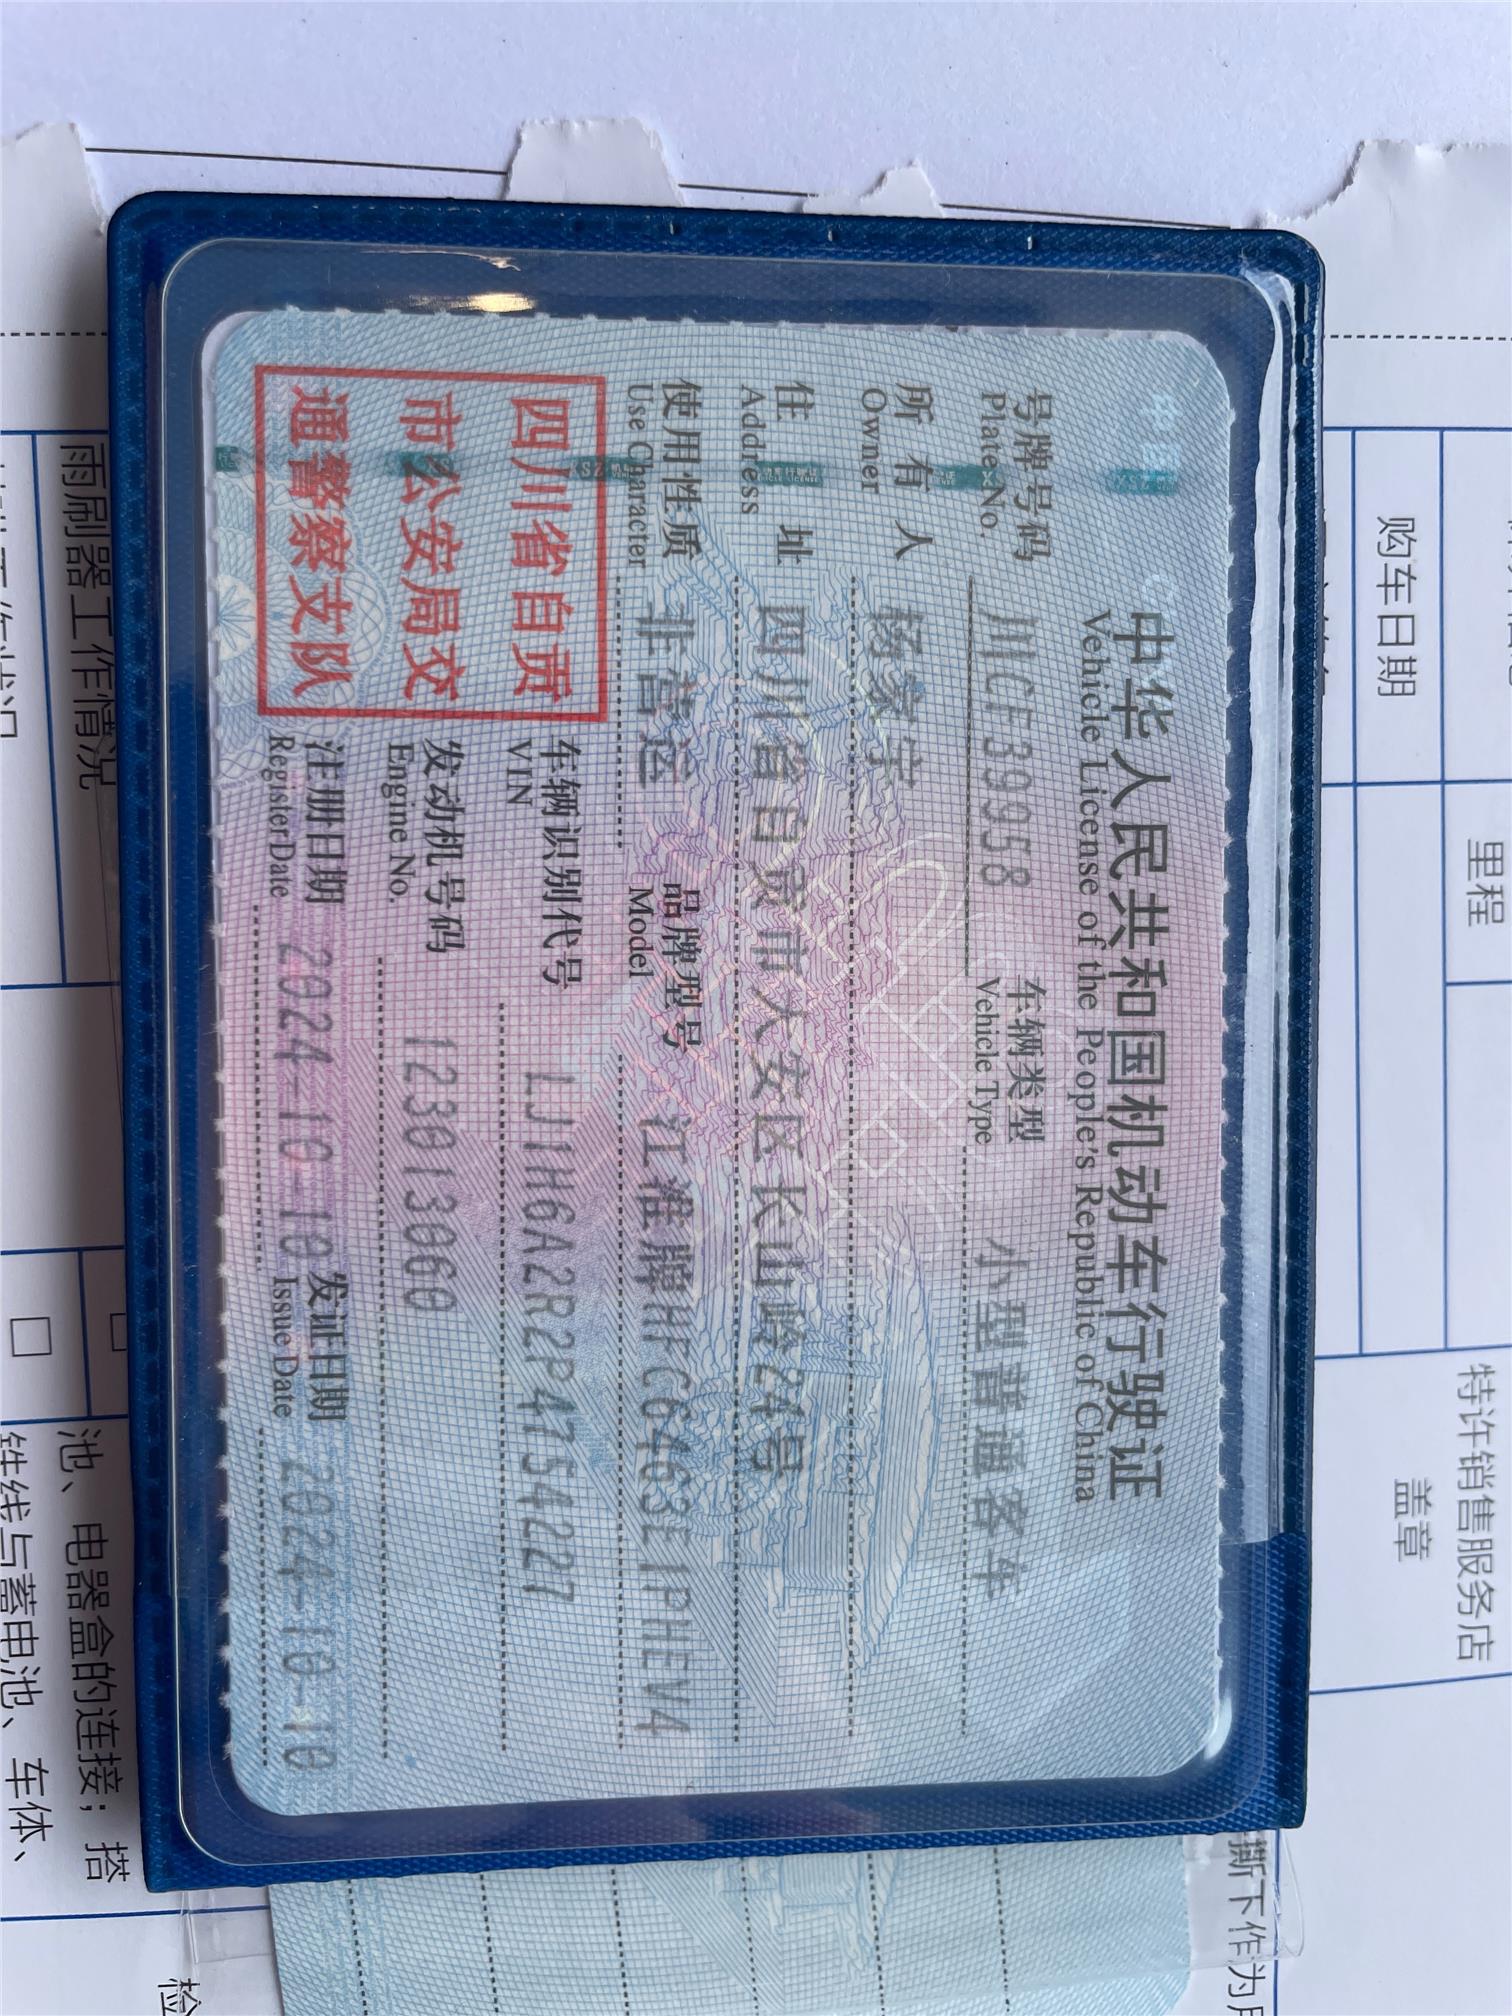 中华人民共和国机动车行驶证
Vehicle License of the People's Republic of China
号牌号码 川CF39958 车辆类型 小型普通客车
Plate No. Vehicle Type
所有人 杨家宇
Owner
住址 四川省自贡市大安区长山岭24号
Address
使用性质 非营运 品牌型号 江淮牌HFC6463E1PHEV4
Use Character Model
四川省自贡
市公安局交
通警察支队
车辆识别代号 LJ1H6A2R2P4754227
VIN
发动机号码 123013060
Engine No.
注册日期 2024-10-10 发证日期 2024-10-10
Register Date Issue Date
购车日期
里程
特许销售服务店
盖章
雨刷器工作情况
池、电器盒的连接；搭
铁线与蓄电池、车体、
撕下作为
检